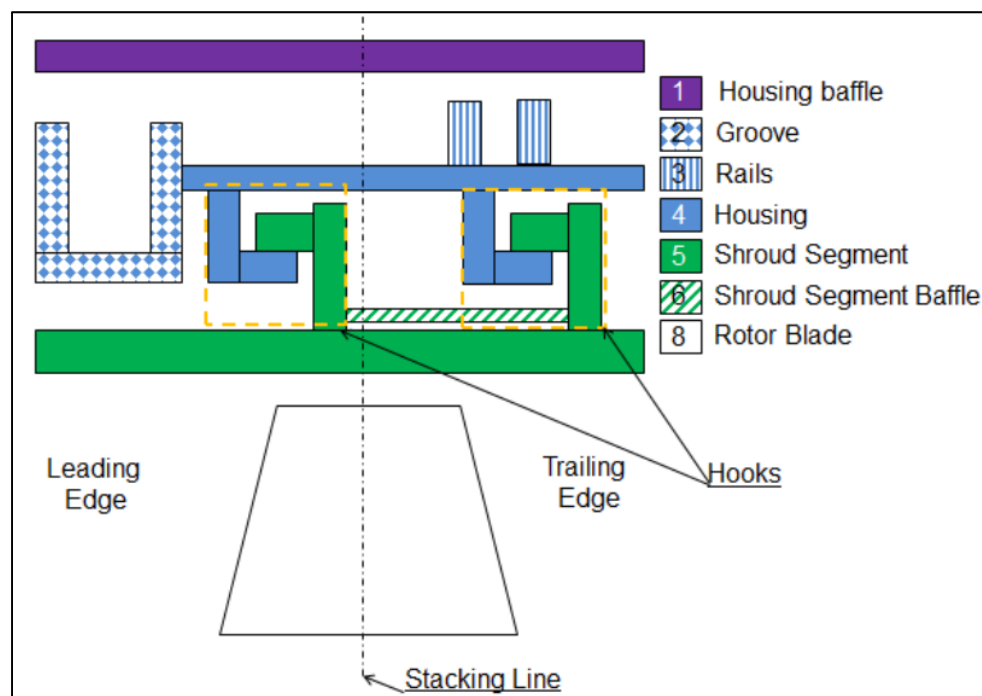 1 Housing baffle
2 Groove
3 Rails
4 Housing
5 Shroud Segment
6 Shroud Segment Baffle
8 Rotor Blade
Leading
Edge
Trailing
Edge
Hooks
Stacking Line